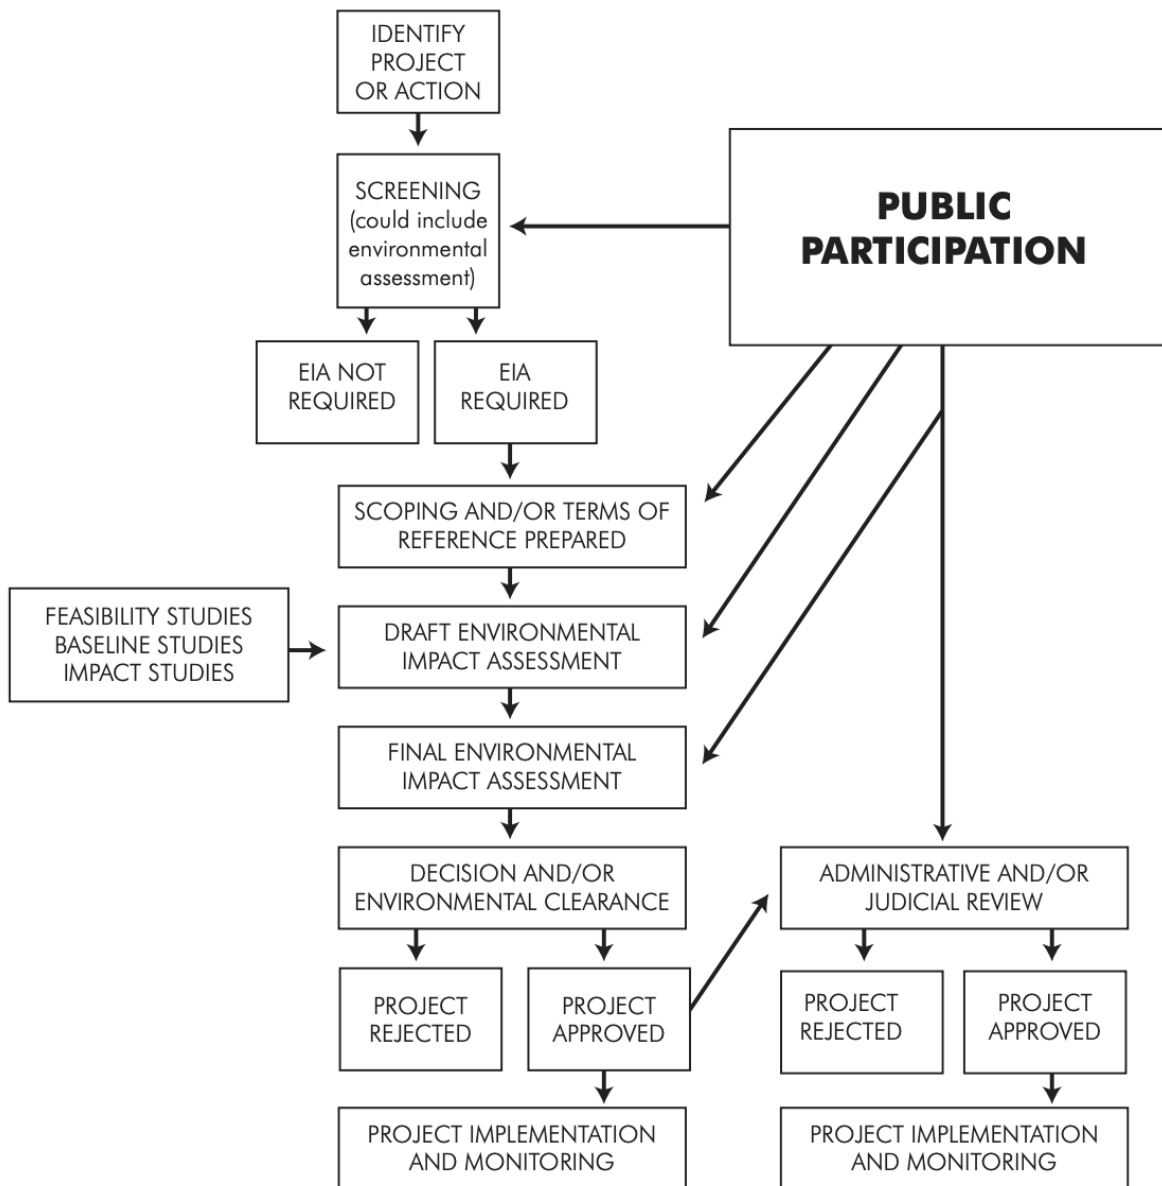 IDENTIFY
PROJECT
OR ACTION
SCREENING
(could include
environmental
assessment)
PUBLIC
PARTICIPATION
EIA NOT
REQUIRED
EIA
REQUIRED
SCOPING AND/OR TERMS OF
REFERENCE PREPARED
FEASIBILITY STUDIES
BASELINE STUDIES
IMPACT STUDIES
DRAFT ENVIRONMENTAL
IMPACT ASSESSMENT
FINAL ENVIRONMENTAL
IMPACT ASSESSMENT
DECISION AND/OR
ENVIRONMENTAL CLEARANCE
ADMINISTRATIVE AND/OR
JUDICIAL REVIEW
PROJECT
REJECTED
PROJECT
APPROVED
PROJECT
REJECTED
PROJECT
APPROVED
PROJECT IMPLEMENTATION
AND MONITORING
PROJECT IMPLEMENTATION
AND MONITORING